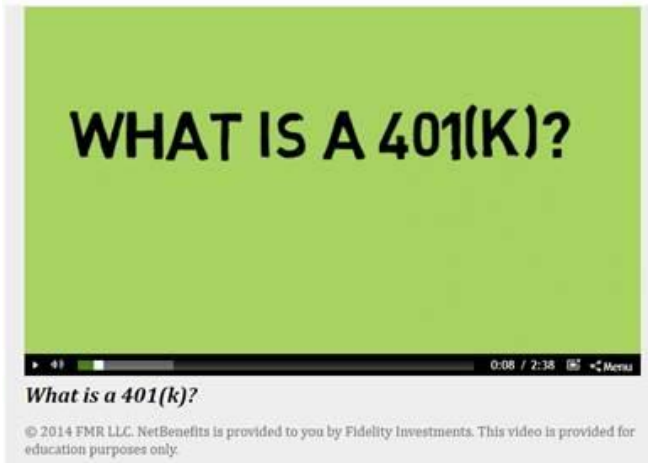 WHAT IS A 401(K)?
0:08 / 2:38 Menu
What is a 401(k)?
© 2014 FMR LLC. NetBenefits is provided to you by Fidelity Investments. This video is provided for
education purposes only.